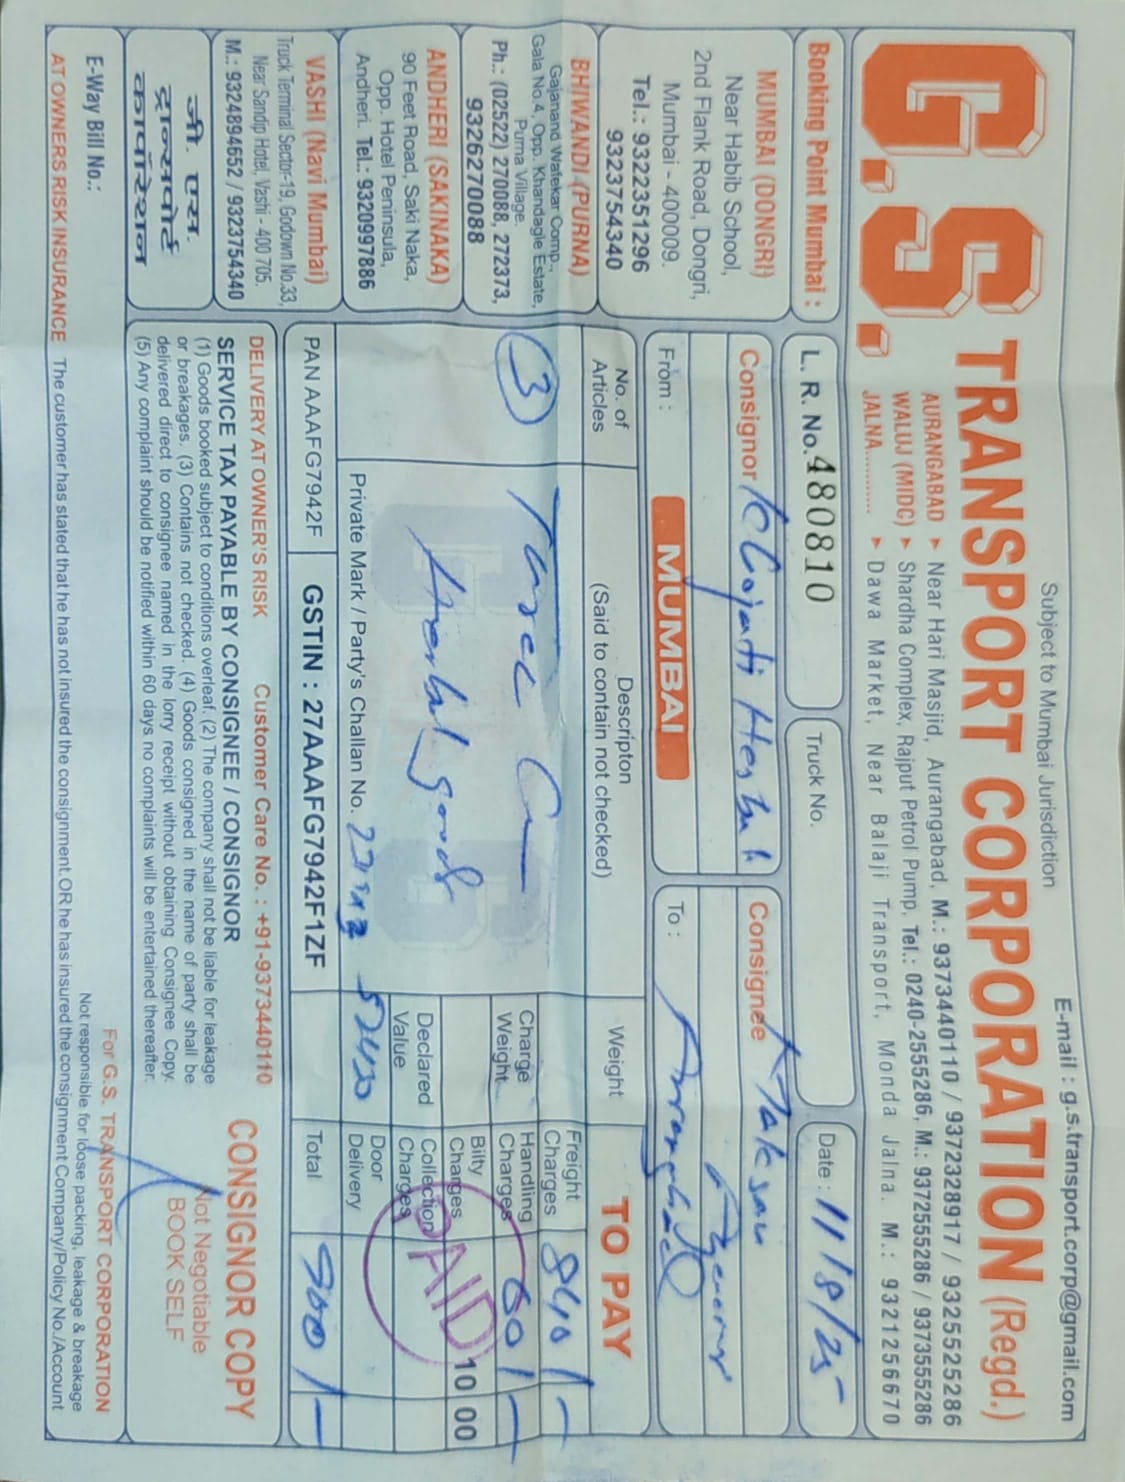 Subject to Mumbai Jurisdiction
E-mail : g.s.transport.corp@gmail.com
G.S. TRANSPORT CORPORATION (Regd.)
AURANGABAD ► Near Hari Masjid, Aurangabad, M.: 9373440110 / 9372328917 / 9325525286
WALUJ (MIDC) ► Shardha Complex, Rajput Petrol Pump, Tel.: 0240-2555286, M.: 9372555286 / 9373555286
JALNA............ ► Dawa Market, Near Balaji Transport, Monda Jalna. M.: 9321256670
Booking Point Mumbai :
L. R. No. 480810
Truck No.
Date : 11/8/25
MUMBAI (DONGRI)
Near Habib School,
2nd Flank Road, Dongri,
Mumbai - 400009.
Tel.: 9322351296
9323754340
BHIWANDI (PURNA)
Gajanand Watekar Comp.,
Gala No.4, Opp. Khandagle Estate,
Purna Village.
Ph.: (02522) 270088, 272373,
9326270088
ANDHERI (SAKINAKA)
90 Feet Road, Saki Naka,
Opp. Hotel Peninsula,
Andheri. Tel.: 9320997886
VASHI (Navi Mumbai)
Truck Terminal Sector-19, Godown No.33,
Near Sandip Hotel, Vashi - 400 705.
M.: 9324894652 / 9323754340
जी. एस.
ट्रान्सपोर्ट
कार्पोरेशन
Consignor
Consignee
From : MUMBAI
To :
No. of
Articles
Descripton
(Said to contain not checked)
Weight
TO PAY
3
Three
Herbal goods
Charge
Weight
Declared
Value
Freight
Charges 840/-
Handling
Charges 60/-
Bilty
Charges 10 00
Collection
Charges
Door
Delivery
PAID
Private Mark / Party's Challan No.
PAN AAAFG7942F
GSTIN : 27AAAFG7942F1ZF
Total 900/-
DELIVERY AT OWNER'S RISK Customer Care No. : +91-9373440110
SERVICE TAX PAYABLE BY CONSIGNEE / CONSIGNOR
(1) Goods booked subject to conditions overleaf. (2) The company shall not be liable for leakage
or breakages. (3) Contains not checked. (4) Goods consigned in the name of party shall be
delivered direct to consignee named in the lorry receipt without obtaining Consignee Copy.
(5) Any complaint should be notified within 60 days no complaints will be entertained thereafter.
CONSIGNOR COPY
Not Negotiable
BOOK SELF
For G.S. TRANSPORT CORPORATION
E-Way Bill No.:
Not responsible for loose packing, leakage & breakage
AT OWNERS RISK INSURANCE The customer has stated that he has not insured the consignment.OR he has insured the consignment Company/Policy No./Account